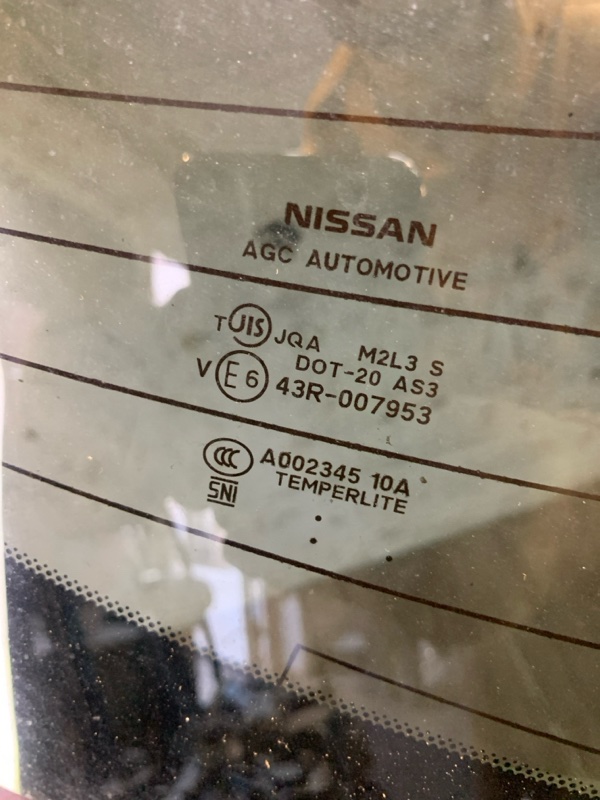 NISSAN
AGC AUTOMOTIVE
T JIS JQA M2L3 S
DOT-20 AS3
V E6 43R-007953
CCC A002345 10A
SNI TEMPERLITE